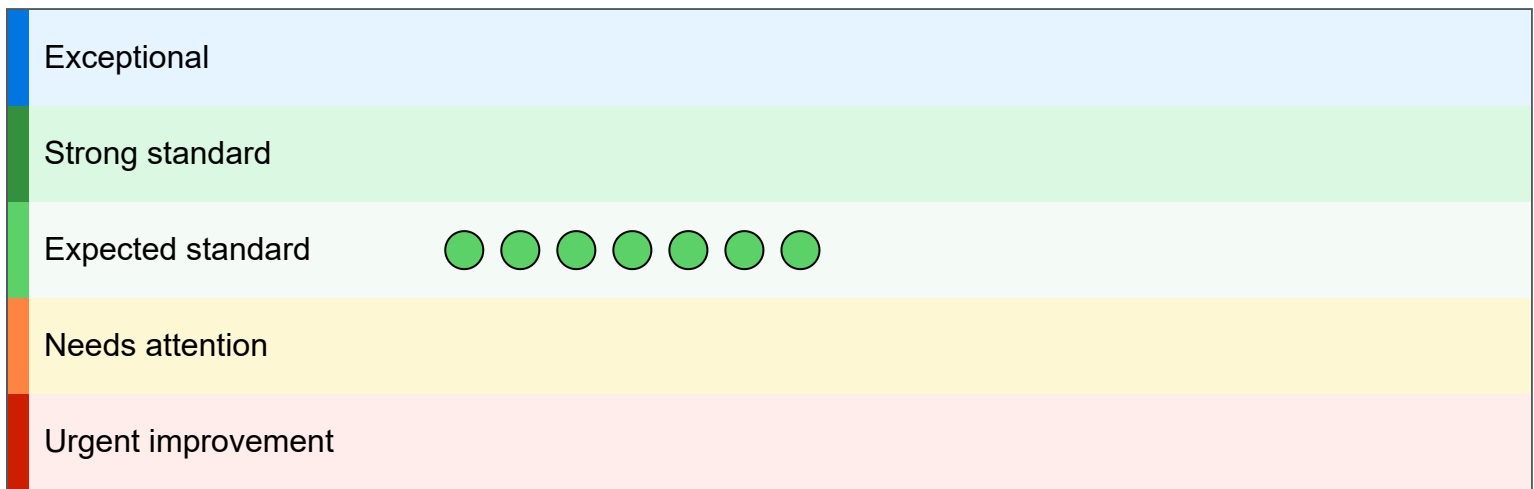 Exceptional
Strong standard
Expected standard
Needs attention
Urgent improvement